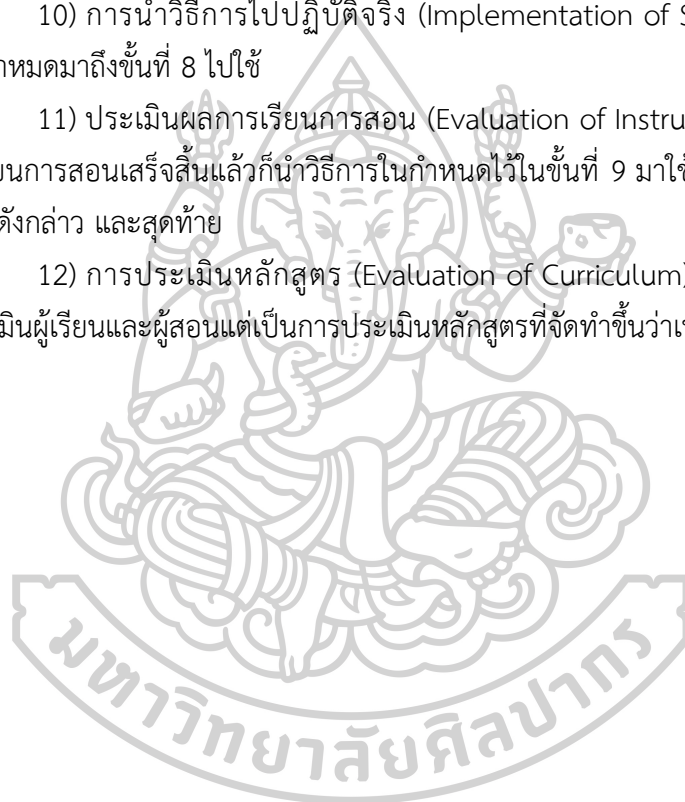 10) การนำวิธีการไปปฏิบัติจริง (Implementation of S
ำหมดมาถึงขั้นที่ 8 ไปใช้
11) ประเมินผลการเรียนการสอน (Evaluation of Instru
ยนการสอนเสร็จสิ้นแล้วก็นำวิธีการในกำหนดไว้ในขั้นที่ 9 มาใช้
ดังกล่าว และสุดท้าย
12) การประเมินหลักสูตร (Evaluation of Curriculum)
มินผู้เรียนและผู้สอนแต่เป็นการประเมินหลักสูตรที่จัดทำขึ้นว่าเ
มหาวิทยาลัยศิลปากร